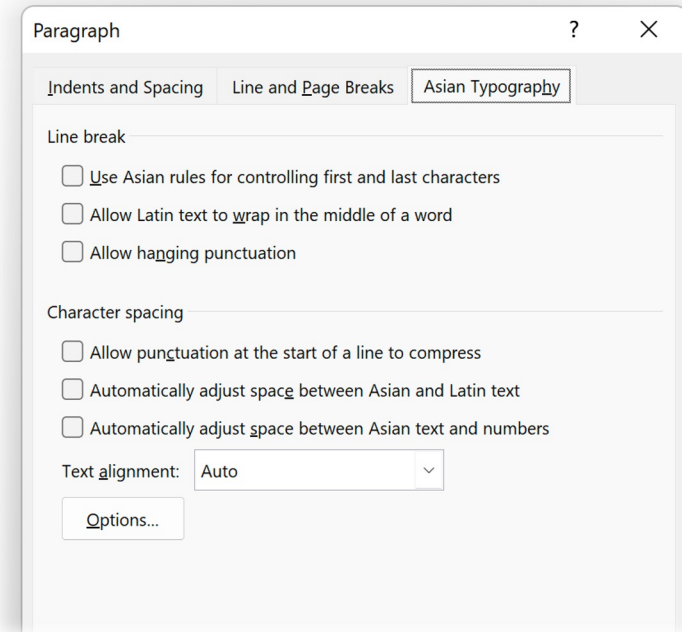 Paragraph ?
Indents and Spacing Line and Page Breaks Asian Typography
Line break
Use Asian rules for controlling first and last characters
Allow Latin text to wrap in the middle of a word
Allow hanging punctuation
Character spacing
Allow punctuation at the start of a line to compress
Automatically adjust space between Asian and Latin text
Automatically adjust space between Asian text and numbers
Text alignment: Auto
Options...